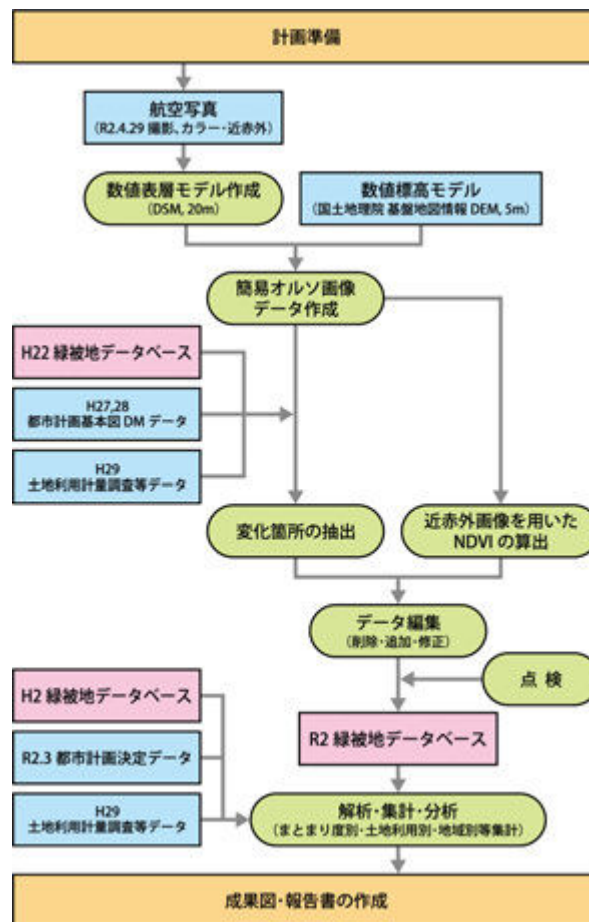 計画準備
航空写真
(R2.4.29 撮影、カラー・近赤外)
数値表層モデル作成
(DSM, 20m)
数値標高モデル
(国土地理院 基盤地図情報 DEM, 5m)
簡易オルソ画像
データ作成
H22 緑被地データベース
H27,28
都市計画基本図 DM データ
H29
土地利用計量調査等データ
変化箇所の抽出
近赤外画像を用いた
NDVI の算出
データ編集
(削除・追加・修正)
点 検
H2 緑被地データベース
R2 緑被地データベース
R2.3 都市計画決定データ
H29
土地利用計量調査等データ
解析・集計・分析
(まとまり度別・土地利用別・地域別等集計)
成果図・報告書の作成